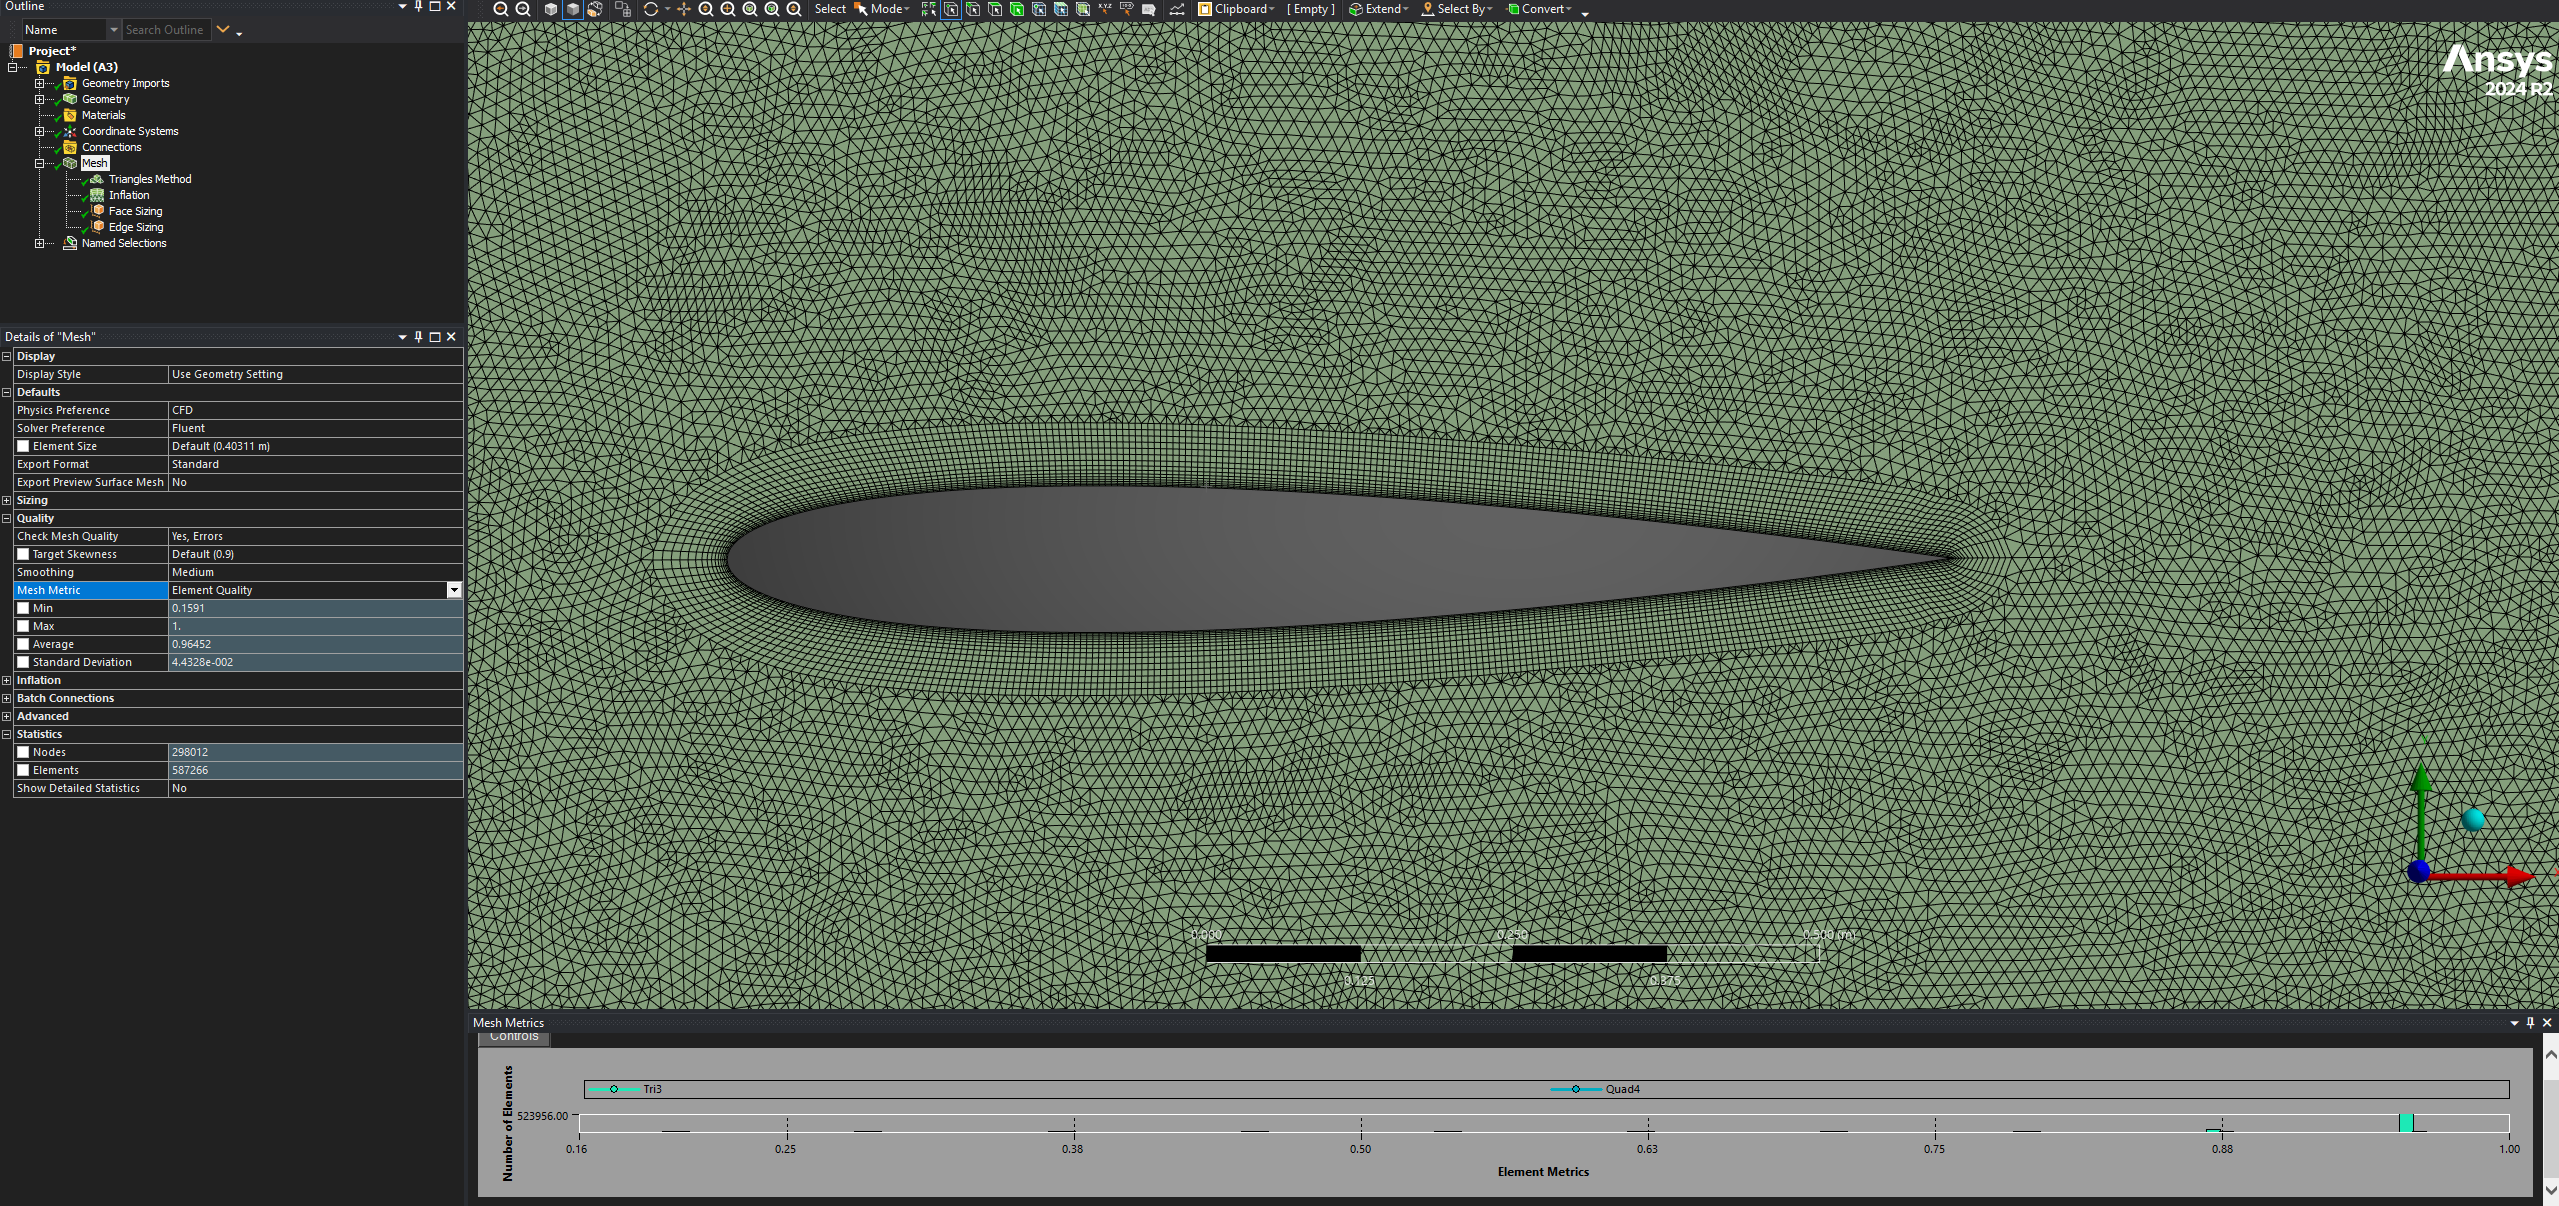 Outline
Select Mode Clipboard [ Empty ] Extend Select By Convert
Name Search Outline
Project*
Model (A3)
Geometry Imports
Geometry
Materials
Coordinate Systems
Connections
Mesh
Triangles Method
Inflation
Face Sizing
Edge Sizing
Named Selections
Details of "Mesh"
Display
Display Style Use Geometry Setting
Defaults
Physics Preference CFD
Solver Preference Fluent
Element Size Default (0.40311 m)
Export Format Standard
Export Preview Surface Mesh No
Sizing
Quality
Check Mesh Quality Yes, Errors
Target Skewness Default (0.9)
Smoothing Medium
Mesh Metric Element Quality
Min 0.1591
Max 1.
Average 0.96452
Standard Deviation 4.4328e-002
Inflation
Batch Connections
Advanced
Statistics
Nodes 298012
Elements 587266
Show Detailed Statistics No
Ansys
2024 R2
0.000 0.250 0.500 (m)
0.125 0.375
Mesh Metrics
Controls
Number of Elements
Tri3 Quad4
523956.00
0.16 0.25 0.38 0.50 0.63 0.75 0.88 1.00
Element Metrics